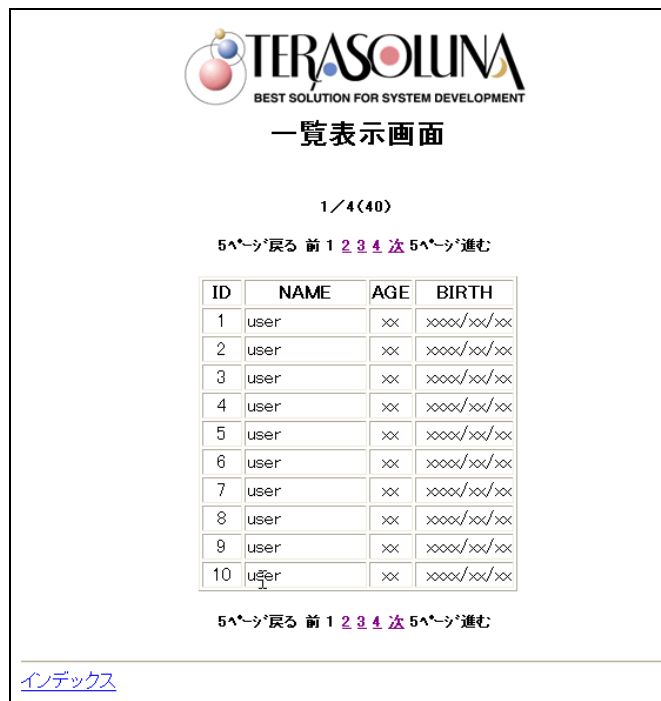 TERASOLUNA
BEST SOLUTION FOR SYSTEM DEVELOPMENT
一覧表示画面
1／4(40)
5ﾍﾟｰｼﾞ戻る 前 1 2 3 4 次 5ﾍﾟｰｼﾞ進む
ID NAME AGE BIRTH
1 user xx xxxx/xx/xx
2 user xx xxxx/xx/xx
3 user xx xxxx/xx/xx
4 user xx xxxx/xx/xx
5 user xx xxxx/xx/xx
6 user xx xxxx/xx/xx
7 user xx xxxx/xx/xx
8 user xx xxxx/xx/xx
9 user xx xxxx/xx/xx
10 user xx xxxx/xx/xx
5ﾍﾟｰｼﾞ戻る 前 1 2 3 4 次 5ﾍﾟｰｼﾞ進む
インデックス